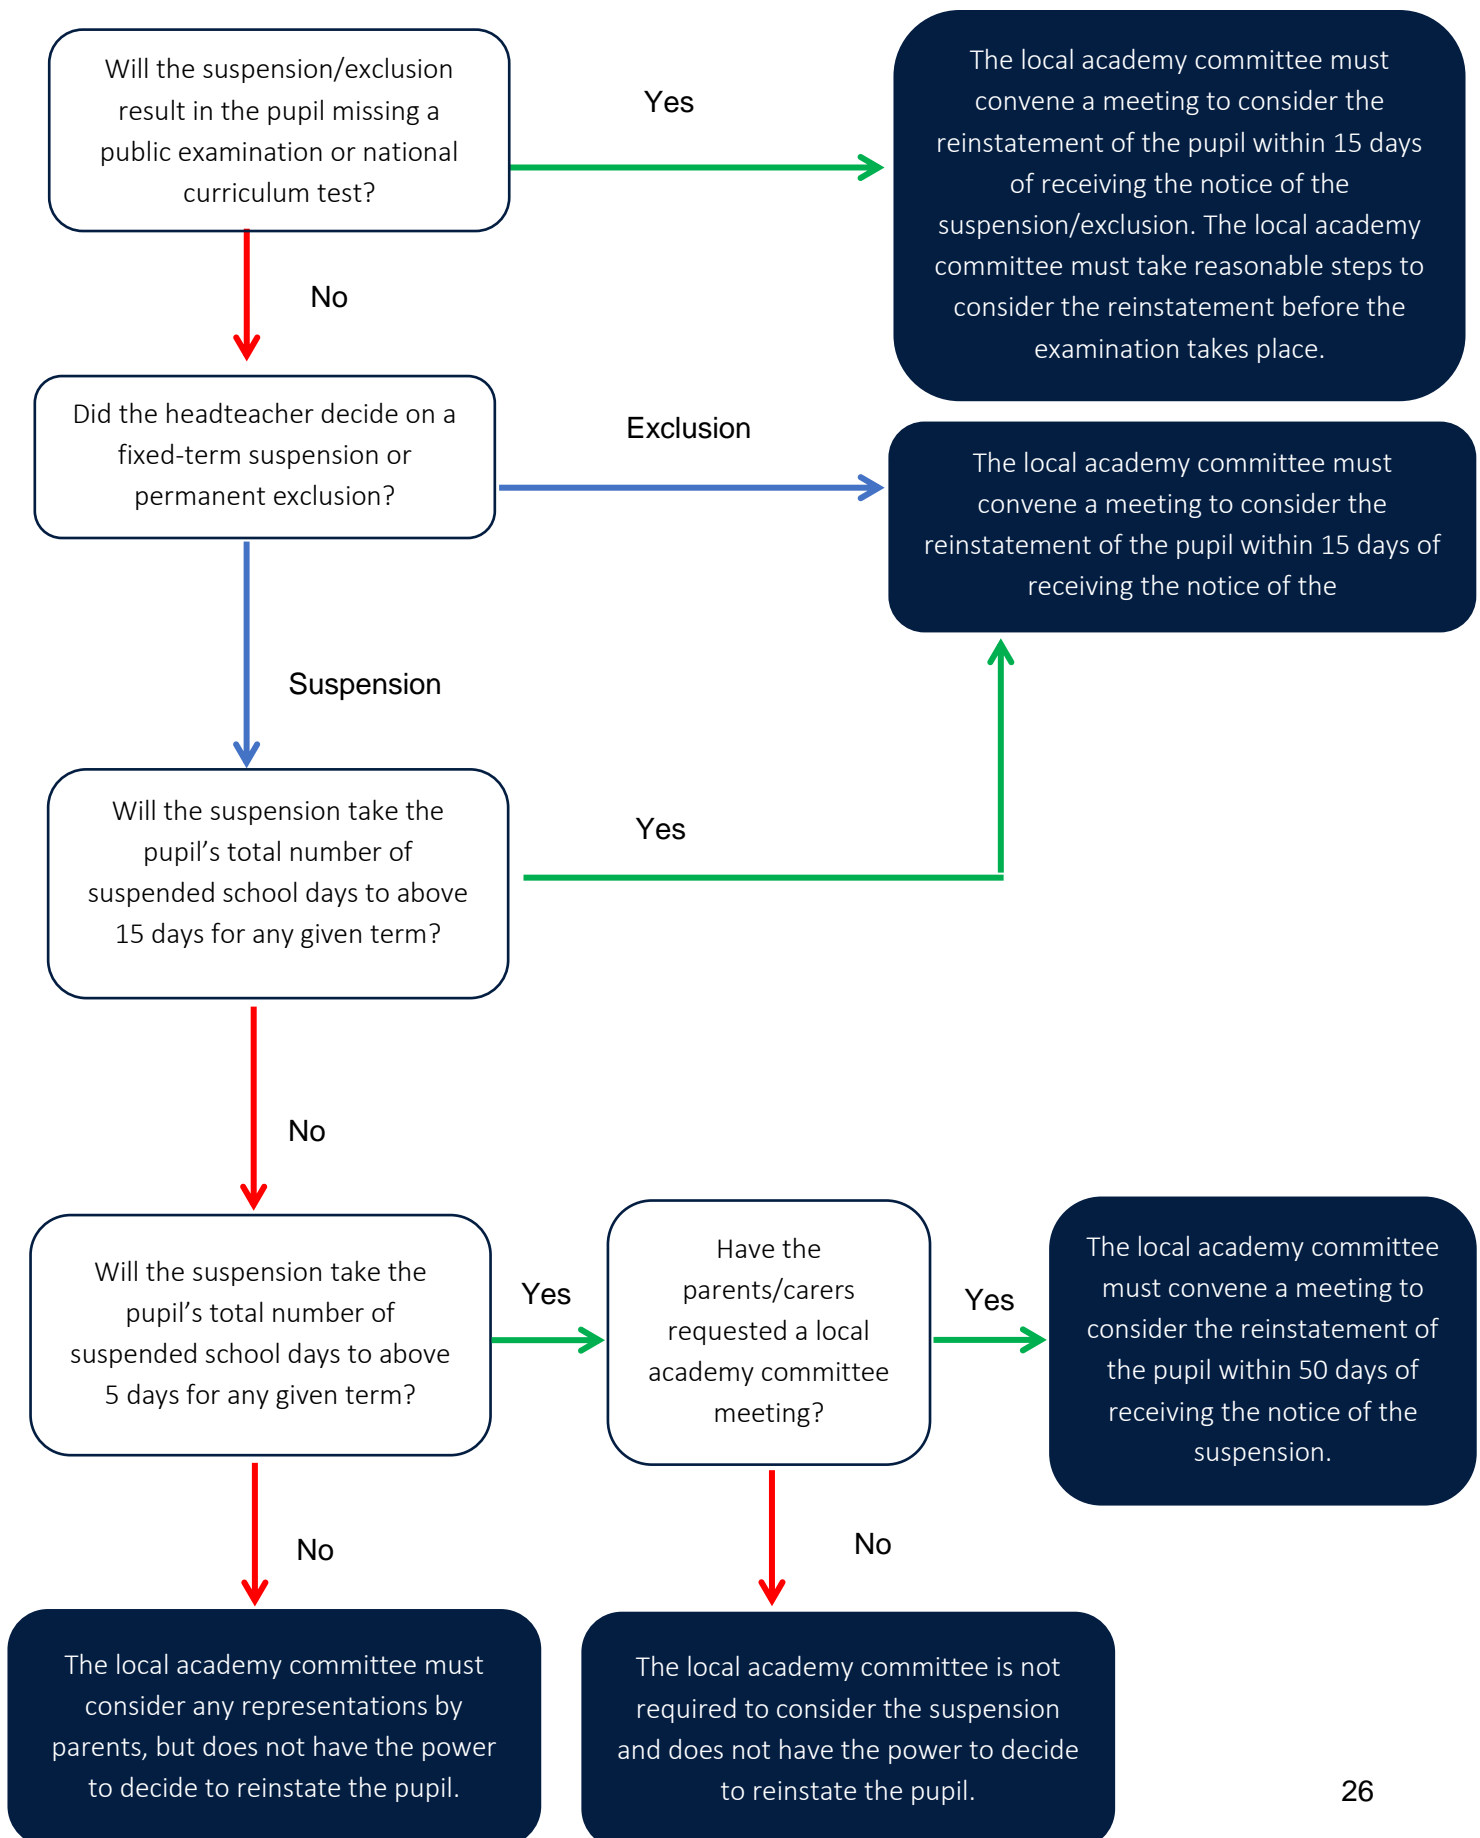 Will the suspension/exclusion
result in the pupil missing a
public examination or national
curriculum test?
Yes
The local academy committee must
convene a meeting to consider the
reinstatement of the pupil within 15 days
of receiving the notice of the
suspension/exclusion. The local academy
committee must take reasonable steps to
consider the reinstatement before the
examination takes place.
No
Did the headteacher decide on a
fixed-term suspension or
permanent exclusion?
Exclusion
The local academy committee must
convene a meeting to consider the
reinstatement of the pupil within 15 days of
receiving the notice of the
Suspension
Will the suspension take the
pupil’s total number of
suspended school days to above
15 days for any given term?
Yes
No
Will the suspension take the
pupil’s total number of
suspended school days to above
5 days for any given term?
Yes
Have the
parents/carers
requested a local
academy committee
meeting?
Yes
The local academy committee
must convene a meeting to
consider the reinstatement of
the pupil within 50 days of
receiving the notice of the
suspension.
No
No
The local academy committee must
consider any representations by
parents, but does not have the power
to decide to reinstate the pupil.
The local academy committee is not
required to consider the suspension
and does not have the power to decide
to reinstate the pupil.
26